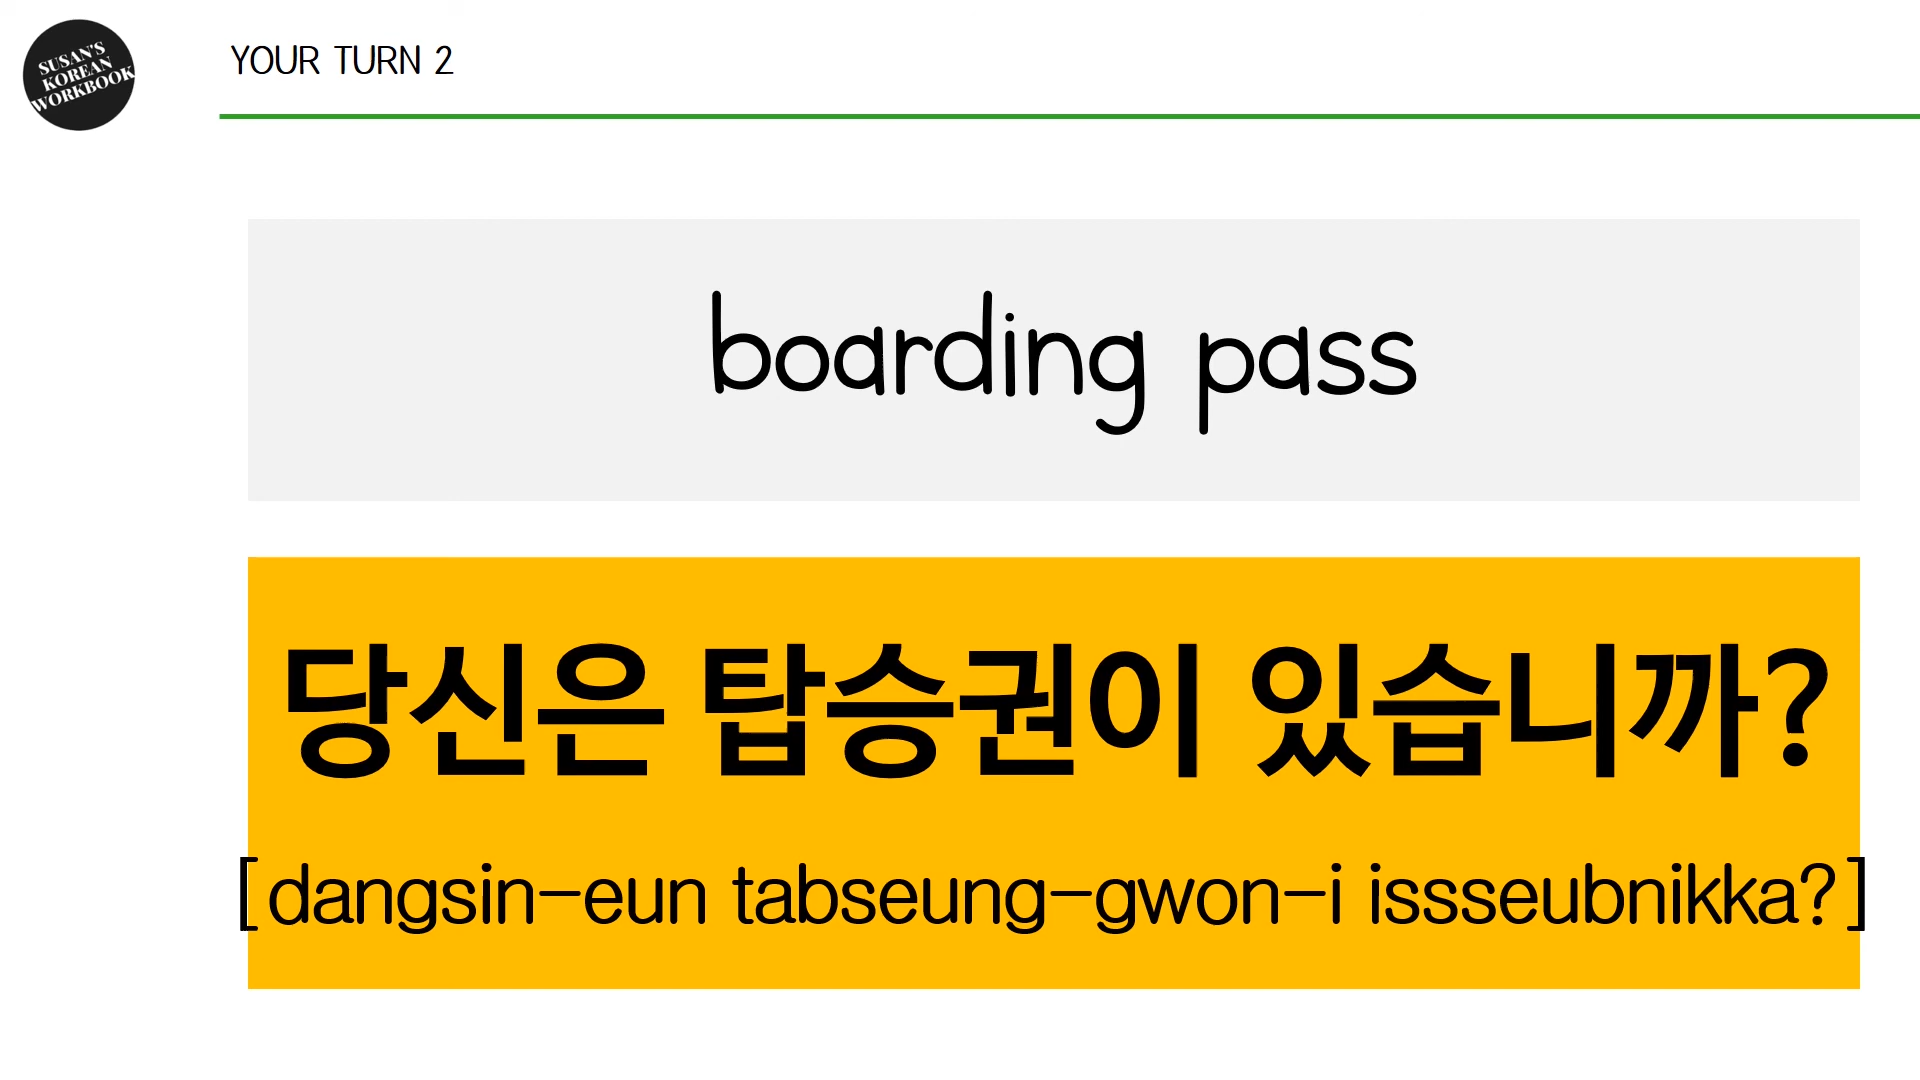 SUSAN'S
KOREAN
WORKBOOK
YOUR TURN 2
boarding pass
당신은 탑승권이 있습니까?
[dangsin-eun tabseung-gwon-i issseubnikka?]